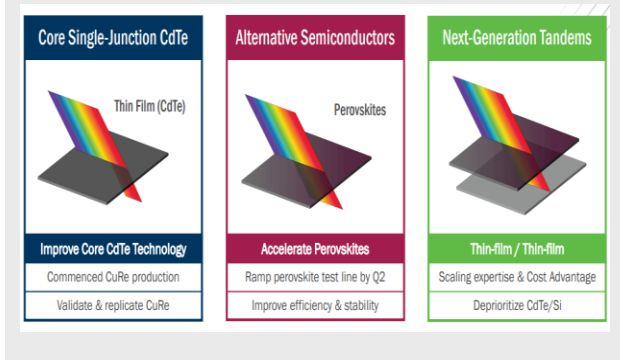 Core Single-Junction CdTe
Thin Film (CdTe)
Improve Core CdTe Technology
Commenced CuRe production
Validate & replicate CuRe
Alternative Semiconductors
Perovskites
Accelerate Perovskites
Ramp perovskite test line by Q2
Improve efficiency & stability
Next-Generation Tandems
Thin-film / Thin-film
Scaling expertise & Cost Advantage
Deprioritize CdTe/Si